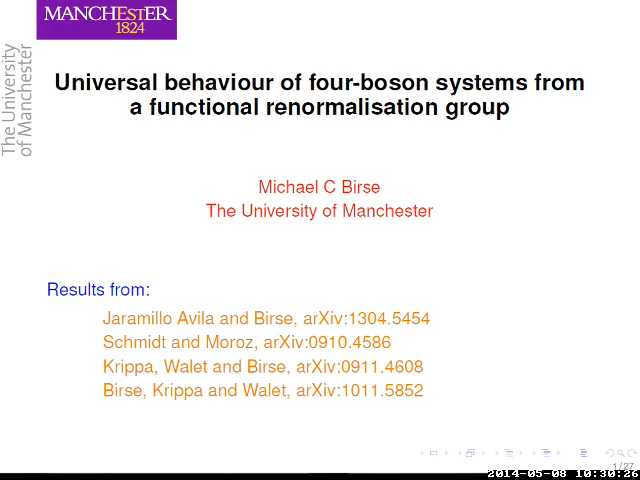 MANCHESTER
1824
The University
of Manchester
Universal behaviour of four-boson systems from
a functional renormalisation group
Michael C Birse
The University of Manchester
Results from:
Jaramillo Avila and Birse, arXiv:1304.5454
Schmidt and Moroz, arXiv:0910.4586
Krippa, Walet and Birse, arXiv:0911.4608
Birse, Krippa and Walet, arXiv:1011.5852
1/27
2014-05-08 10:30:26